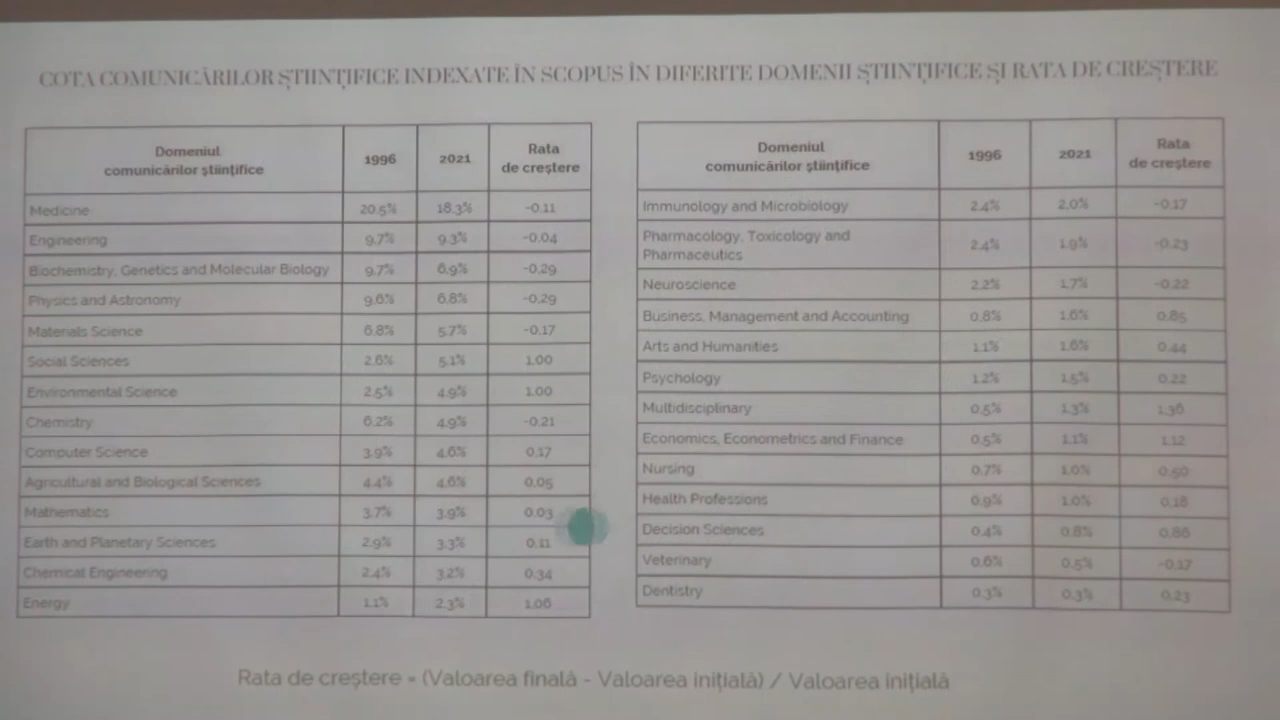 COTA COMUNICĂRILOR ȘTIINȚIFICE INDEXATE ÎN SCOPUS ÎN DIFERITE DOMENII ȘTIINȚIFICE ȘI RATA DE CREȘTERE
Domeniul comunicărilor științifice 1996 2021 Rata de creștere
Medicine 20.5% 18.3% -0.11
Engineering 9.7% 9.3% -0.04
Biochemistry, Genetics and Molecular Biology 9.7% 6.9% -0.29
Physics and Astronomy 9.6% 6.8% -0.29
Materials Science 6.8% 5.7% -0.17
Social Sciences 2.6% 5.1% 1.00
Environmental Science 2.5% 4.9% 1.00
Chemistry 6.2% 4.9% -0.21
Computer Science 3.9% 4.6% 0.17
Agricultural and Biological Sciences 4.4% 4.6% 0.05
Mathematics 3.7% 3.9% 0.03
Earth and Planetary Sciences 2.9% 3.3% 0.11
Chemical Engineering 2.4% 3.2% 0.34
Energy 1.1% 2.3% 1.06
Domeniul comunicărilor științifice 1996 2021 Rata de creștere
Immunology and Microbiology 2.4% 2.0% -0.17
Pharmacology, Toxicology and
Pharmaceutics 2.4% 1.9% -0.23
Neuroscience 2.2% 1.7% -0.22
Business, Management and Accounting 0.8% 1.6% 0.85
Arts and Humanities 1.1% 1.6% 0.44
Psychology 1.2% 1.5% 0.22
Multidisciplinary 0.5% 1.3% 1.36
Economics, Econometrics and Finance 0.5% 1.1% 1.12
Nursing 0.7% 1.0% 0.50
Health Professions 0.9% 1.0% 0.18
Decision Sciences 0.4% 0.8% 0.86
Veterinary 0.6% 0.5% -0.17
Dentistry 0.3% 0.3% 0.23
Rata de creștere = (Valoarea finală - Valoarea inițială) / Valoarea inițială